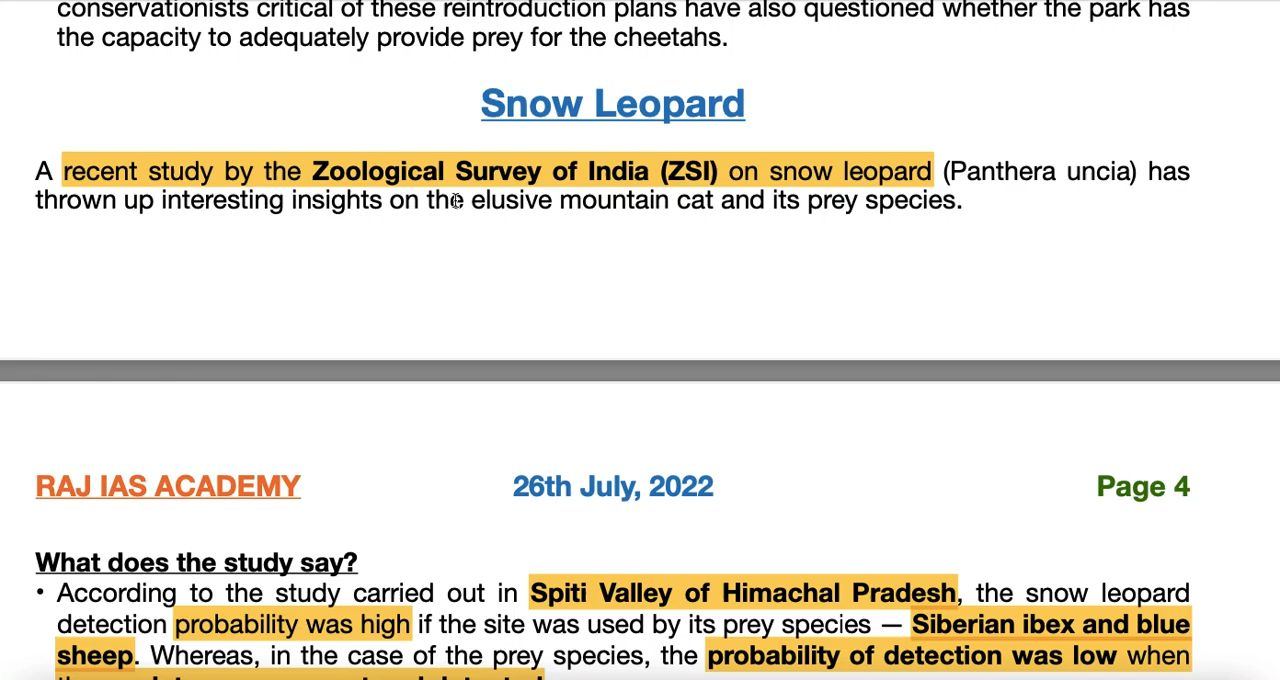 conservationists critical of these reintroduction plans have also questioned whether the park has
the capacity to adequately provide prey for the cheetahs.
Snow Leopard
A recent study by the Zoological Survey of India (ZSI) on snow leopard (Panthera uncia) has
thrown up interesting insights on the elusive mountain cat and its prey species.
RAJ IAS ACADEMY 26th July, 2022 Page 4
What does the study say?
• According to the study carried out in Spiti Valley of Himachal Pradesh, the snow leopard
detection probability was high if the site was used by its prey species — Siberian ibex and blue
sheep. Whereas, in the case of the prey species, the probability of detection was low when